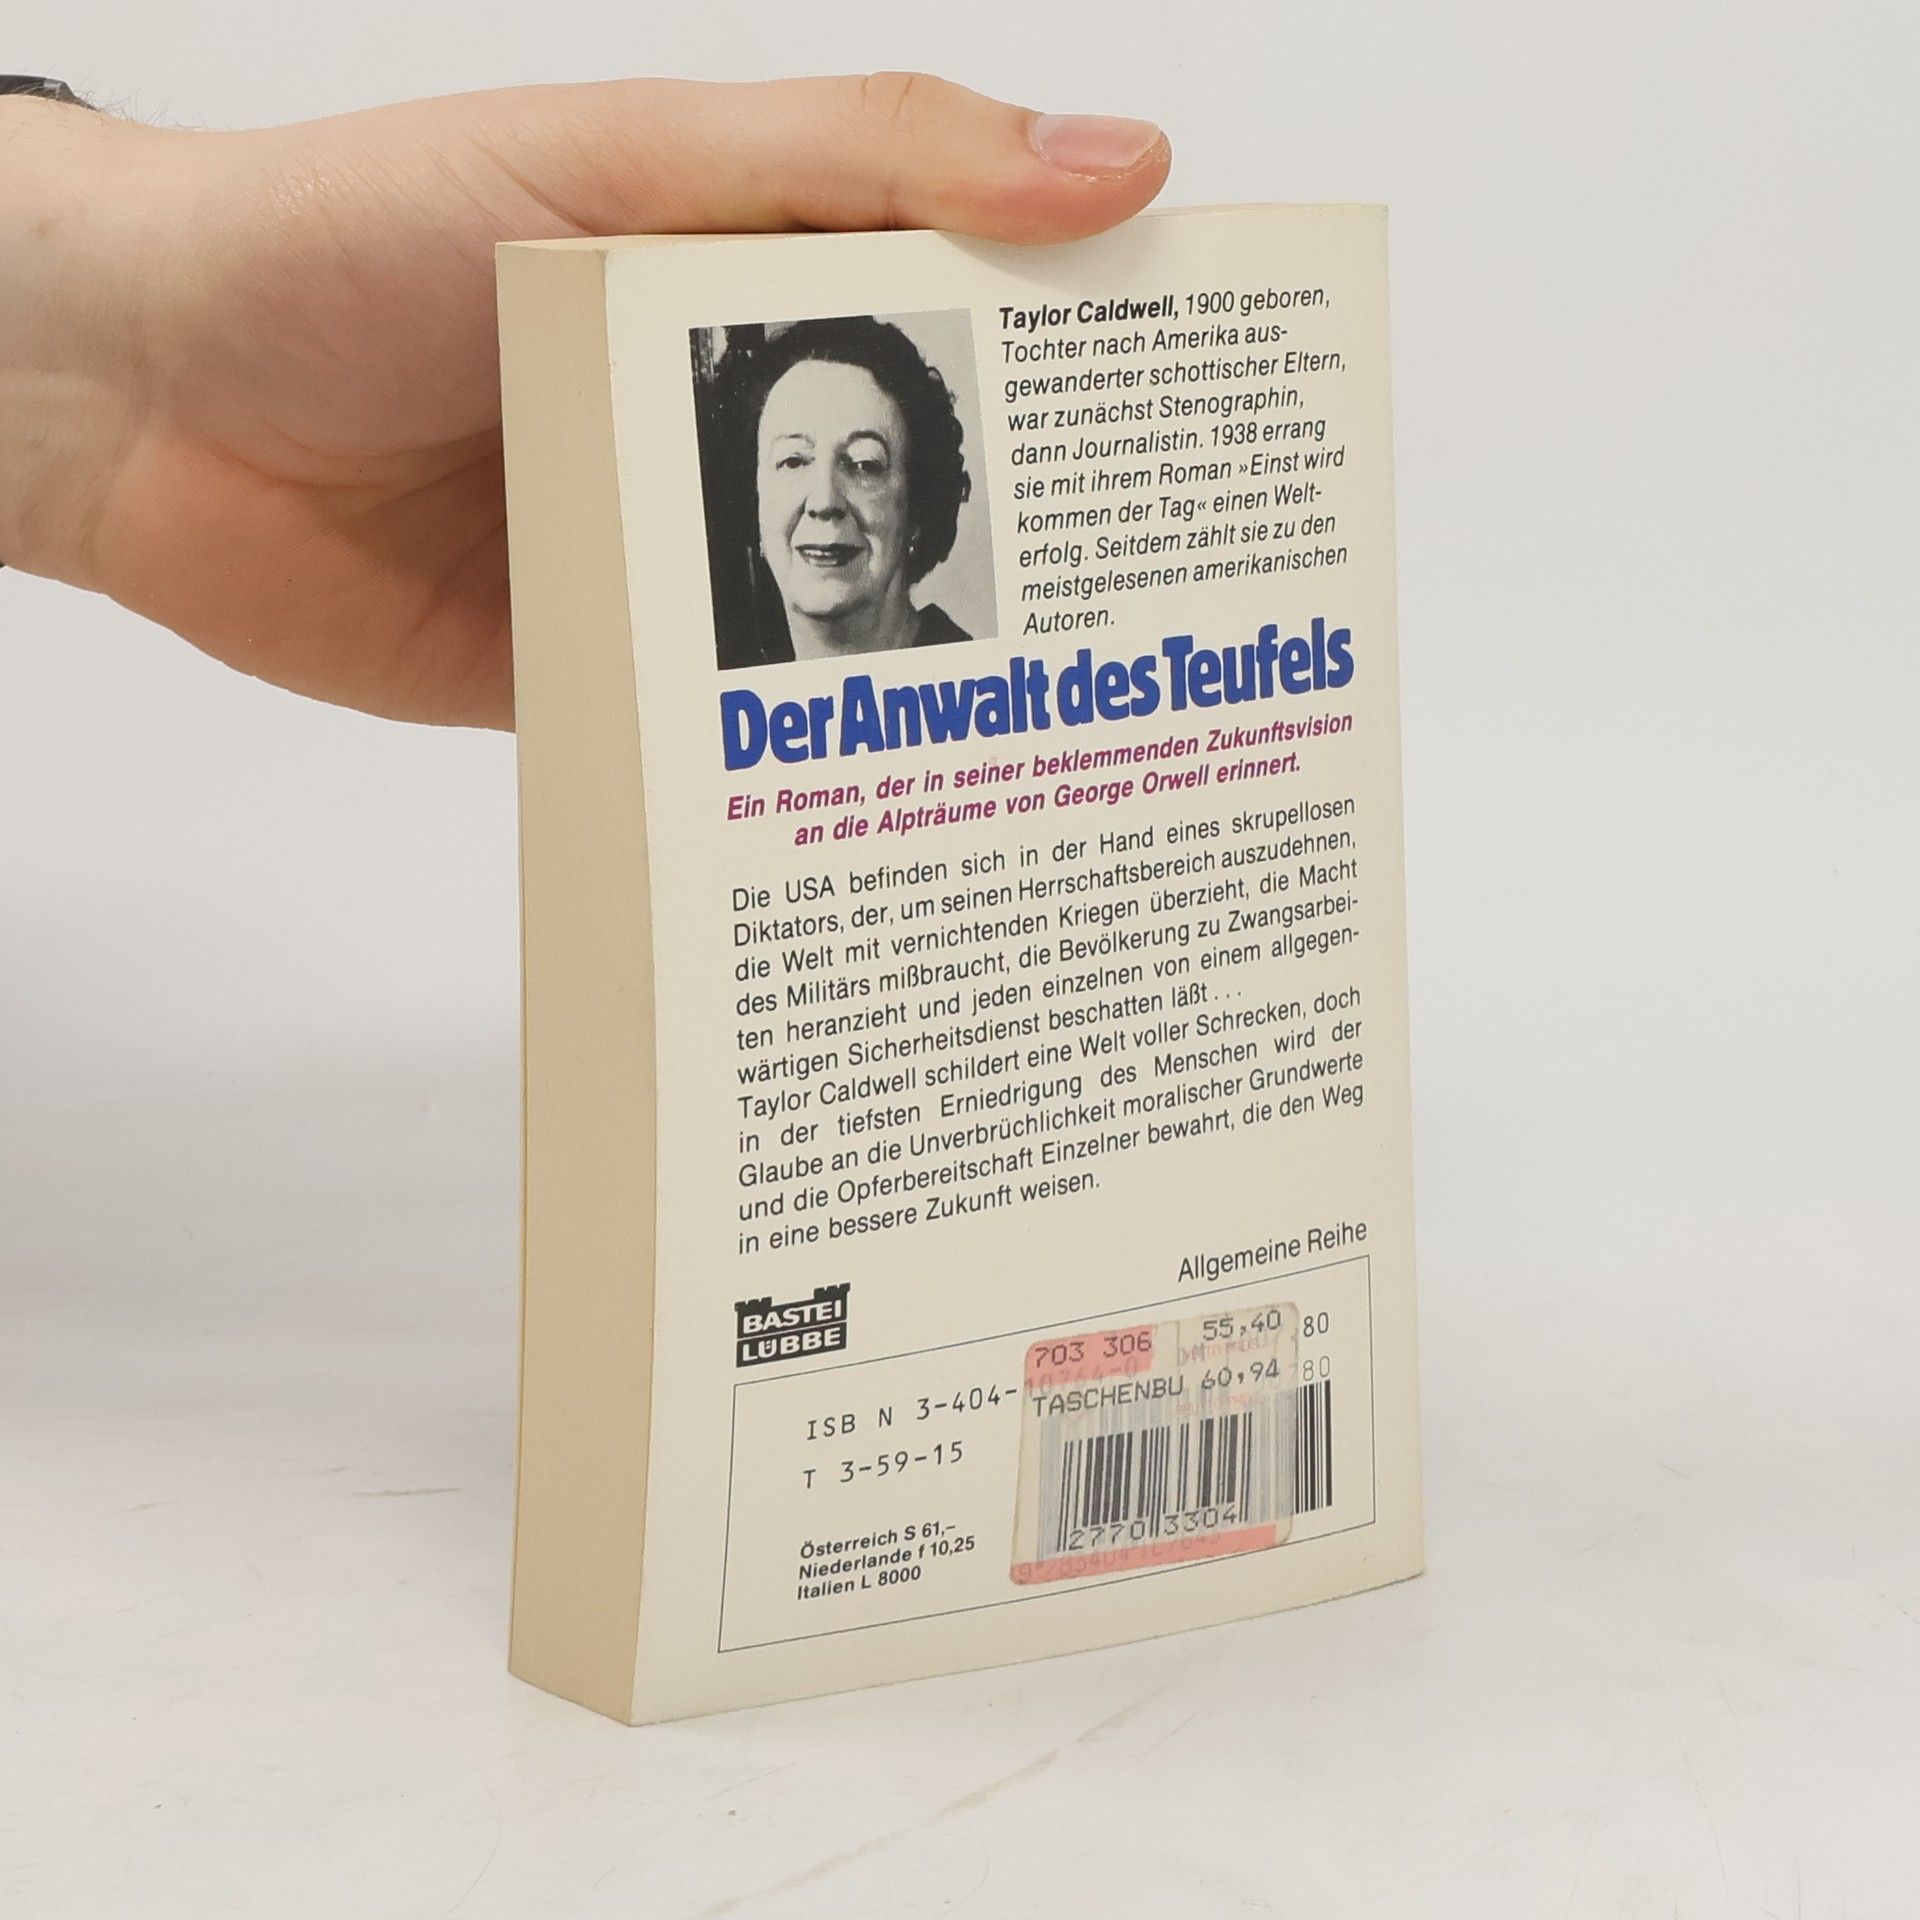 Taylor Caldwell, 1900 geboren,
Tochter nach Amerika aus-
gewanderter schottischer Eltern,
war zunächst Stenographin,
dann Journalistin. 1938 errang
sie mit ihrem Roman »Einst wird
kommen der Tag« einen Welt-
erfolg. Seitdem zählt sie zu den
meistgelesenen amerikanischen
Autoren.
Der Anwalt des Teufels
Ein Roman, der in seiner beklemmenden Zukunftsvision
an die Alpträume von George Orwell erinnert.
Die USA befinden sich in der Hand eines skrupellosen
Diktators, der, um seinen Herrschaftsbereich auszudehnen,
die Welt mit vernichtenden Kriegen überzieht, die Macht
des Militärs mißbraucht, die Bevölkerung zu Zwangsarbei-
ten heranzieht und jeden einzelnen von einem allgegen-
wärtigen Sicherheitsdienst beschatten läßt . . .
Taylor Caldwell schildert eine Welt voller Schrecken, doch
in der tiefsten Erniedrigung des Menschen wird der
Glaube an die Unverbrüchlichkeit moralischer Grundwerte
und die Opferbereitschaft Einzelner bewahrt, die den Weg
in eine bessere Zukunft weisen.
Allgemeine Reihe
BASTEI
LÜBBE
703 306 55,40
80
ISB N 3-404-10764-0 DM
TASCHENBU 60,94
80
T 3-59-15
2770 3304
Österreich S 61,–
Niederlande f 10,25
Italien L 8000